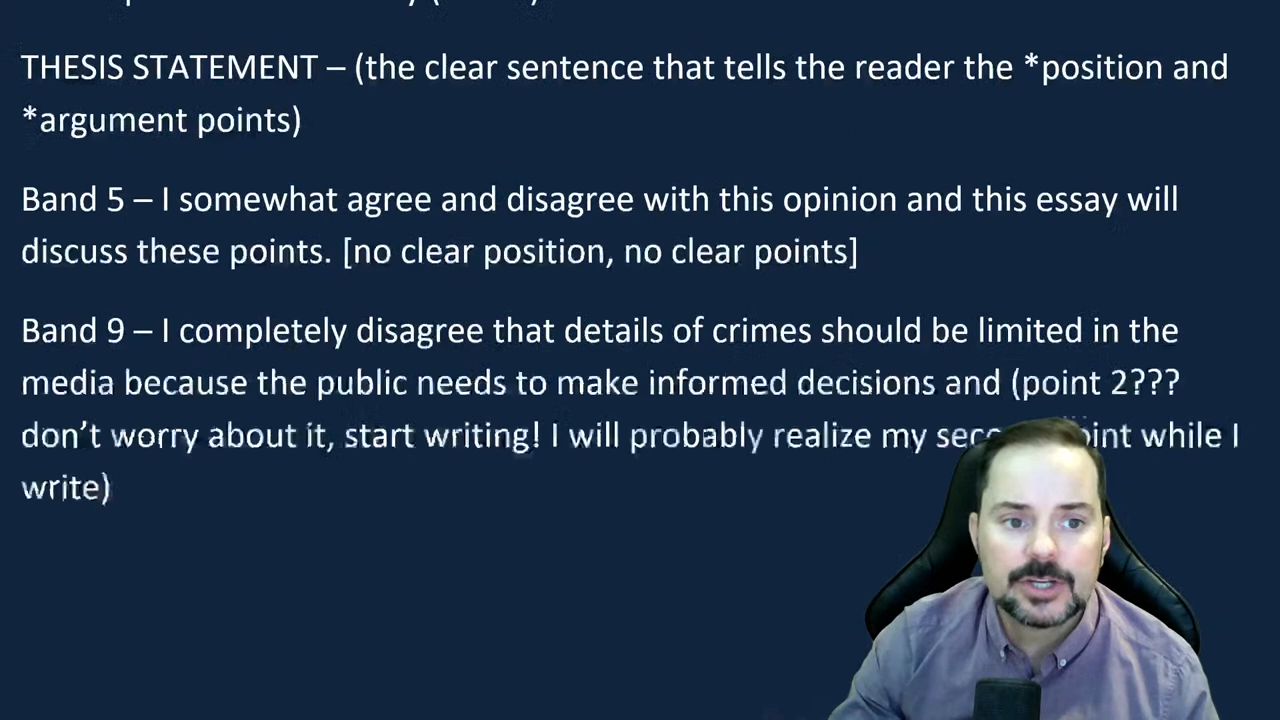 THESIS STATEMENT – (the clear sentence that tells the reader the *position and
*argument points)
Band 5 – I somewhat agree and disagree with this opinion and this essay will
discuss these points. [no clear position, no clear points]
Band 9 – I completely disagree that details of crimes should be limited in the
media because the public needs to make informed decisions and (point 2???
don’t worry about it, start writing! I will probably realize my while I
write)